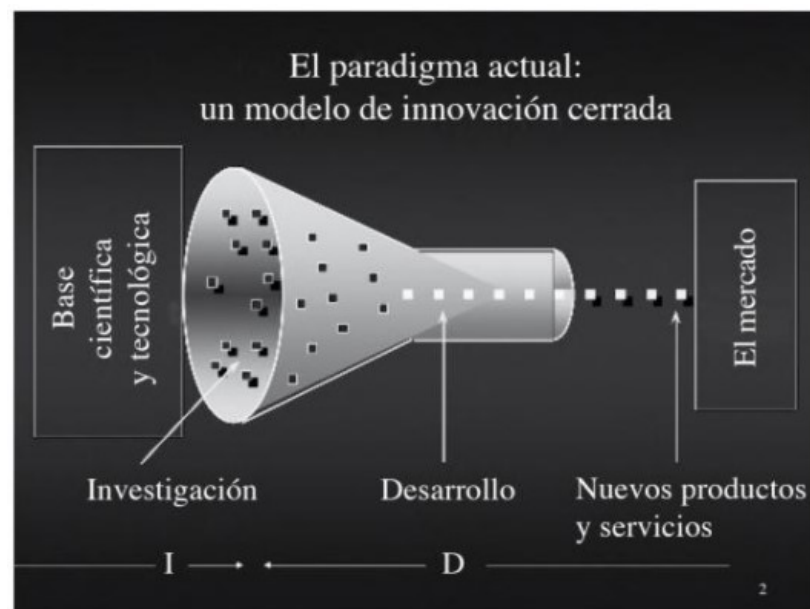 El paradigma actual:
un modelo de innovación cerrada
Base
científica
y tecnológica
El mercado
Investigación
Desarrollo
Nuevos productos
y servicios
I
D
2